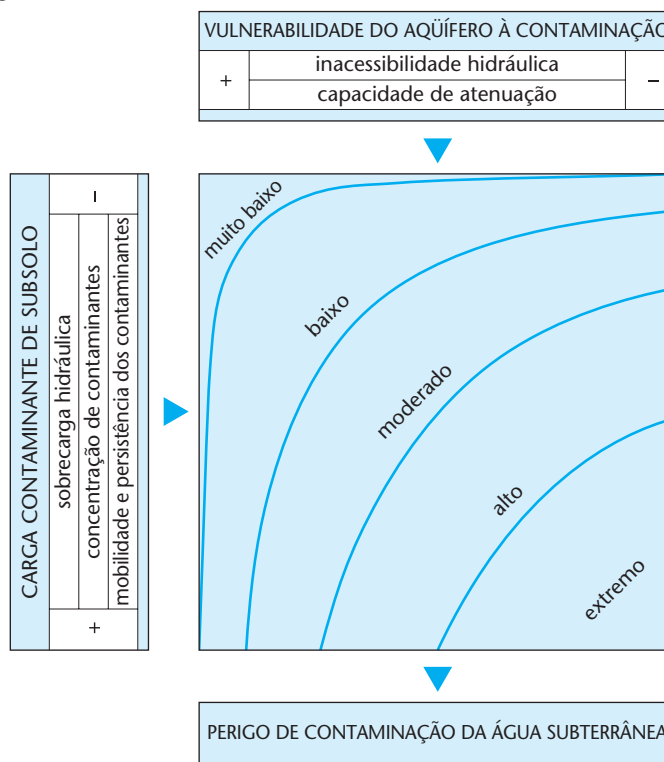 VULNERABILIDADE DO AQÜÍFERO À CONTAMINAÇÃO
+
inacessibilidade hidráulica
capacidade de atenuação
–
CARGA CONTAMINANTE DE SUBSOLO
–
sobrecarga hidráulica
concentração de contaminantes
mobilidade e persistência dos contaminantes
+
muito baixo
baixo
moderado
alto
extremo
PERIGO DE CONTAMINAÇÃO DA ÁGUA SUBTERRÂNEA